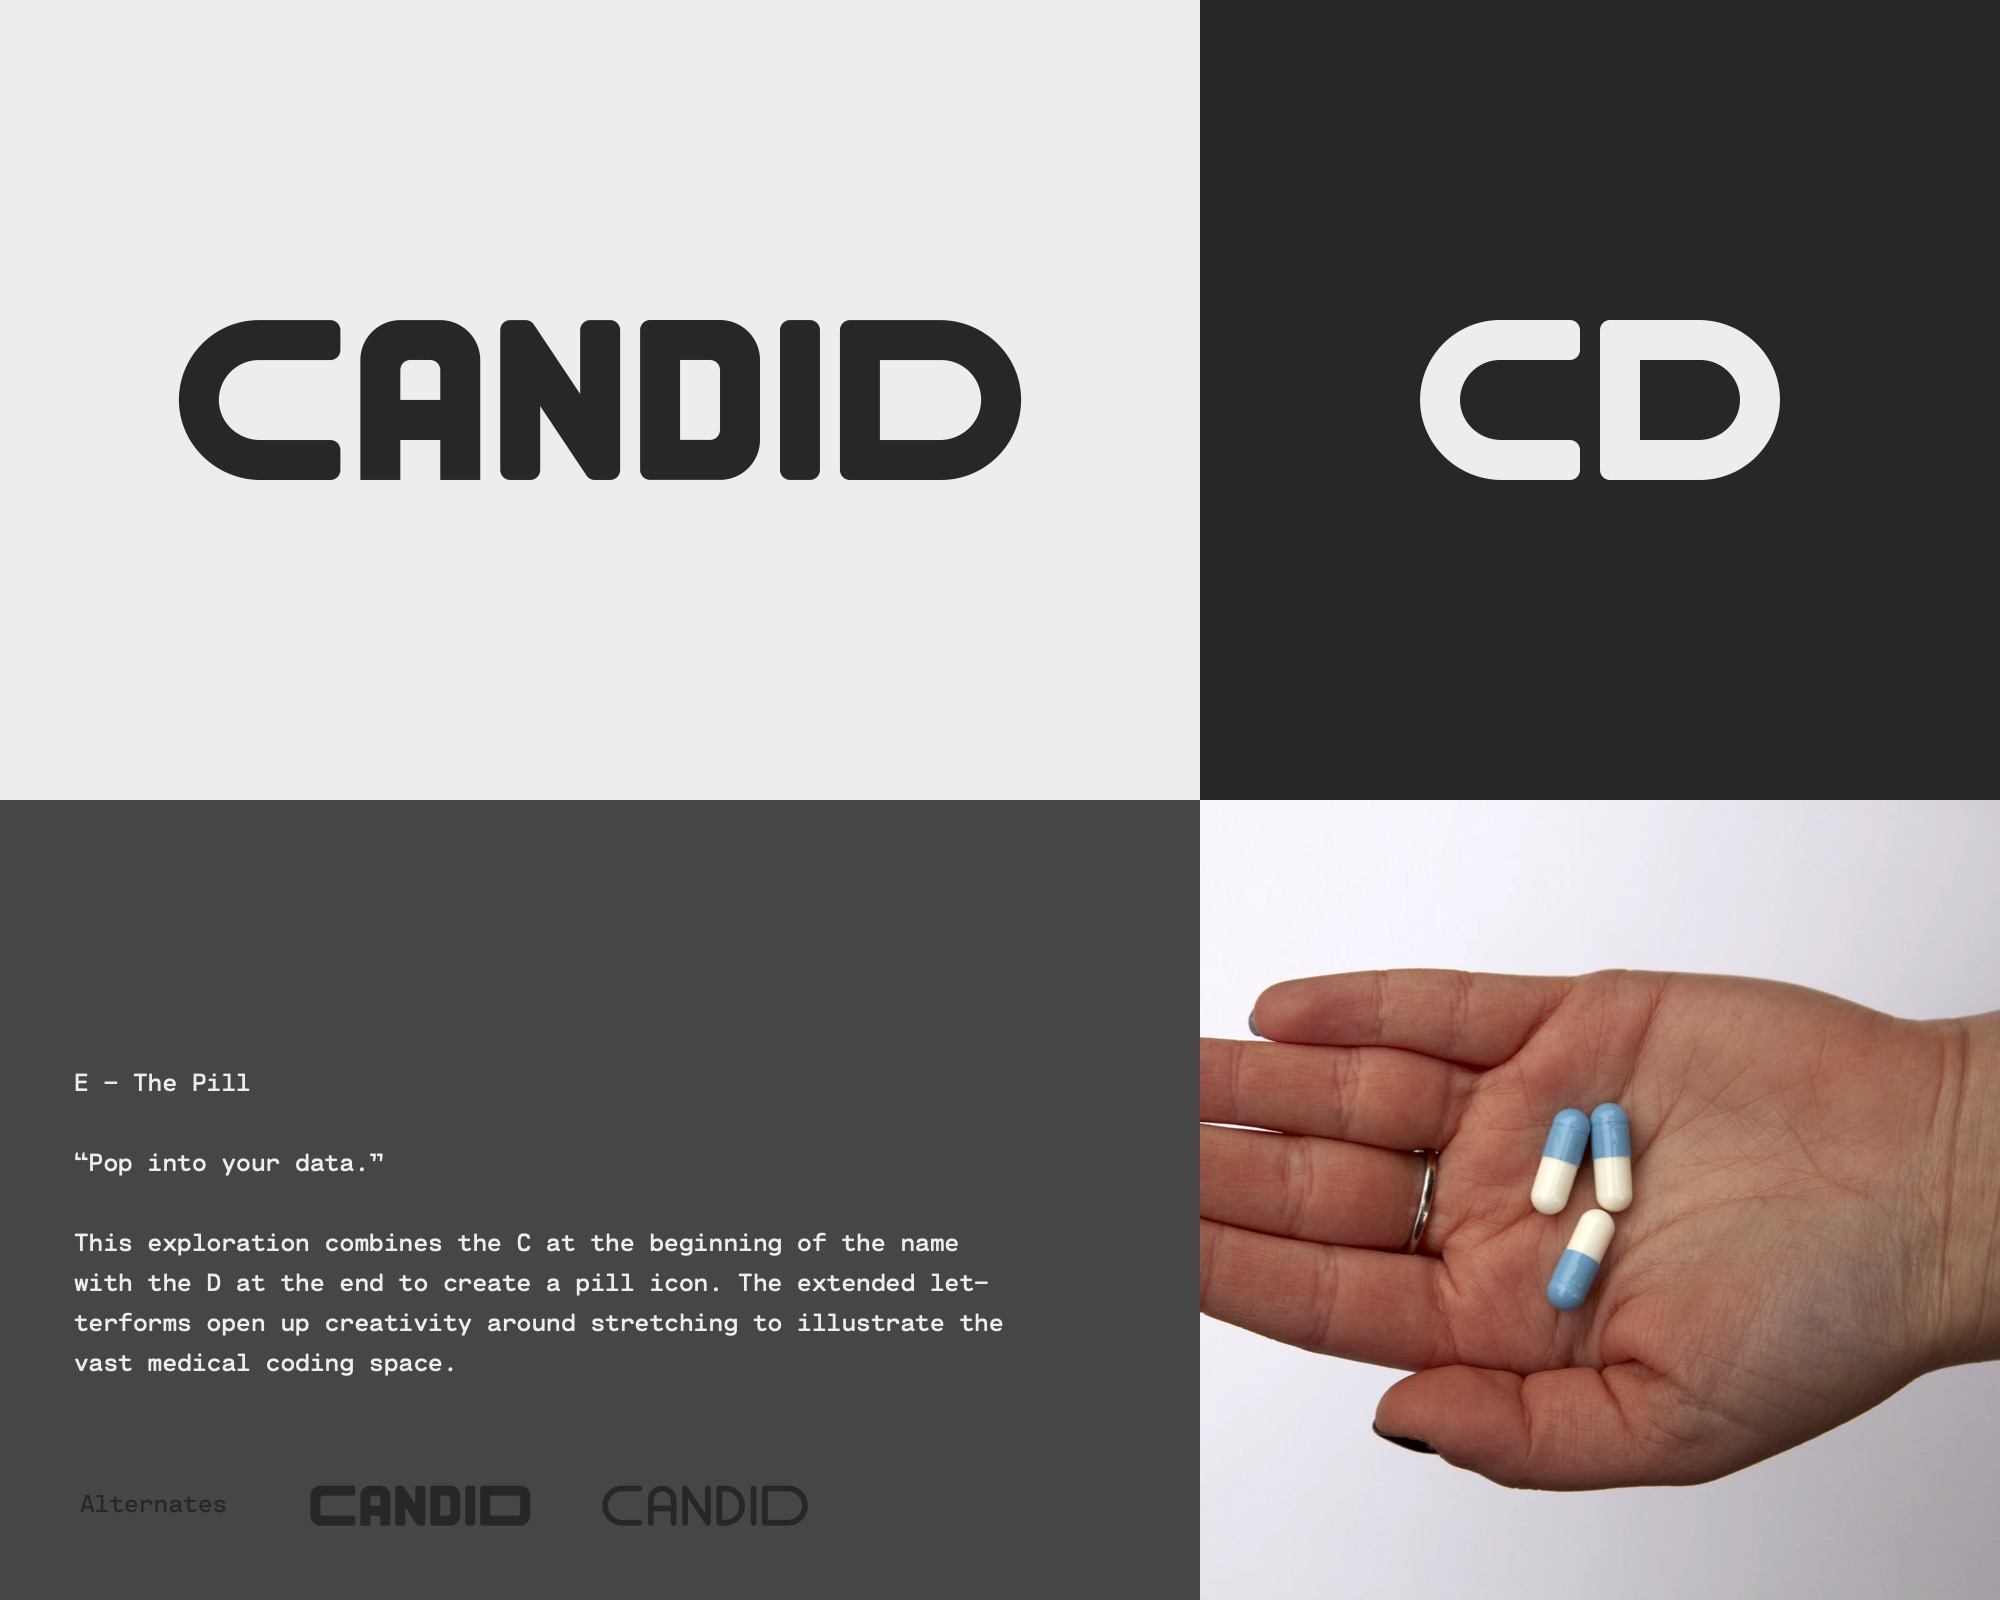 CANDID
CD
E – The Pill
“Pop into your data.”
This exploration combines the C at the beginning of the name
with the D at the end to create a pill icon. The extended let–
terforms open up creativity around stretching to illustrate the
vast medical coding space.
Alternates
CANDID
CANDID